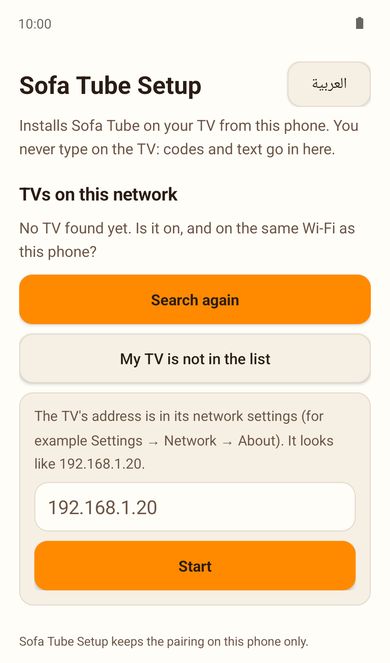 10:00
Sofa Tube Setup
العربية
Installs Sofa Tube on your TV from this phone. You
never type on the TV: codes and text go in here.
TVs on this network
No TV found yet. Is it on, and on the same Wi-Fi as
this phone?
Search again
My TV is not in the list
The TV's address is in its network settings (for
example Settings → Network → About). It looks
like 192.168.1.20.
192.168.1.20
Start
Sofa Tube Setup keeps the pairing on this phone only.